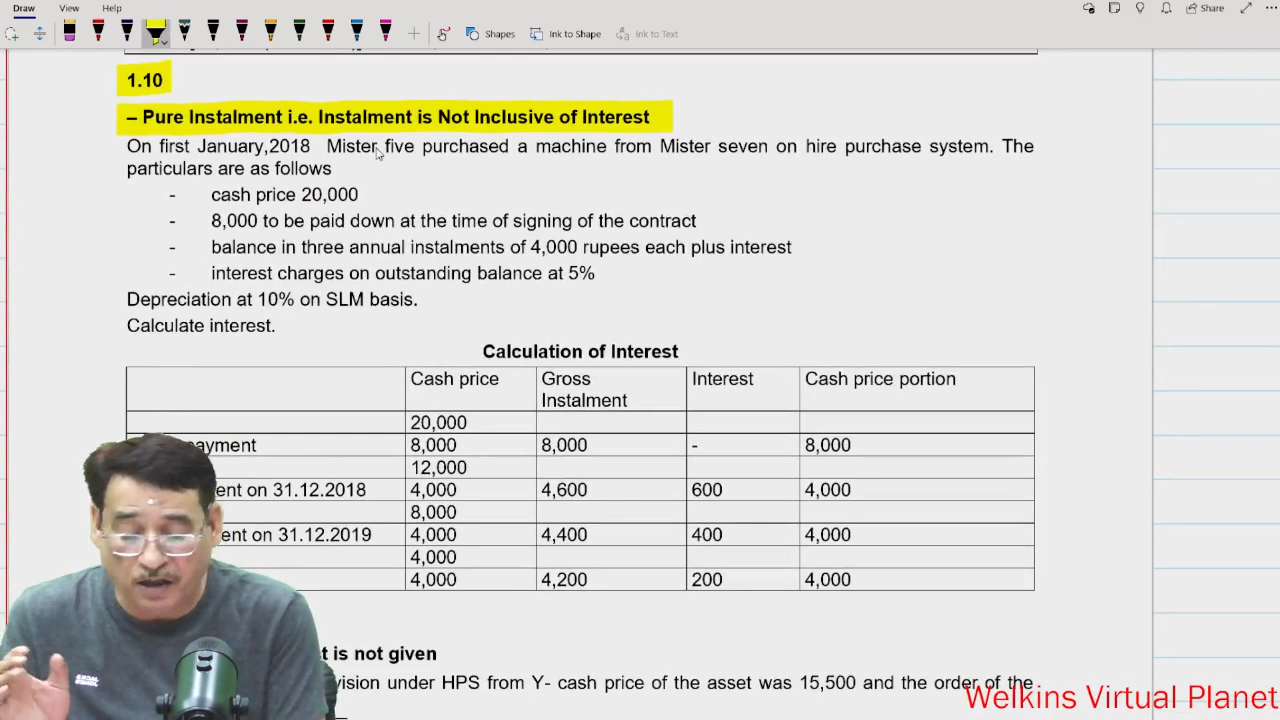 Draw View Help
Share
Shapes Ink to Shape Ink to Text
1.10
– Pure Instalment i.e. Instalment is Not Inclusive of Interest
On first January,2018 Mister five purchased a machine from Mister seven on hire purchase system. The
particulars are as follows
- cash price 20,000
- 8,000 to be paid down at the time of signing of the contract
- balance in three annual instalments of 4,000 rupees each plus interest
- interest charges on outstanding balance at 5%
Depreciation at 10% on SLM basis.
Calculate interest.
Calculation of Interest
Cash price Gross Interest Cash price portion
Instalment
20,000
payment 8,000 8,000 - 8,000
12,000
ent on 31.12.2018 4,000 4,600 600 4,000
8,000
ent on 31.12.2019 4,000 4,400 400 4,000
4,000
4,000 4,200 200 4,000
t is not given
vision under HPS from Y- cash price of the asset was 15,500 and the order of the
Welkins Virtual Planet